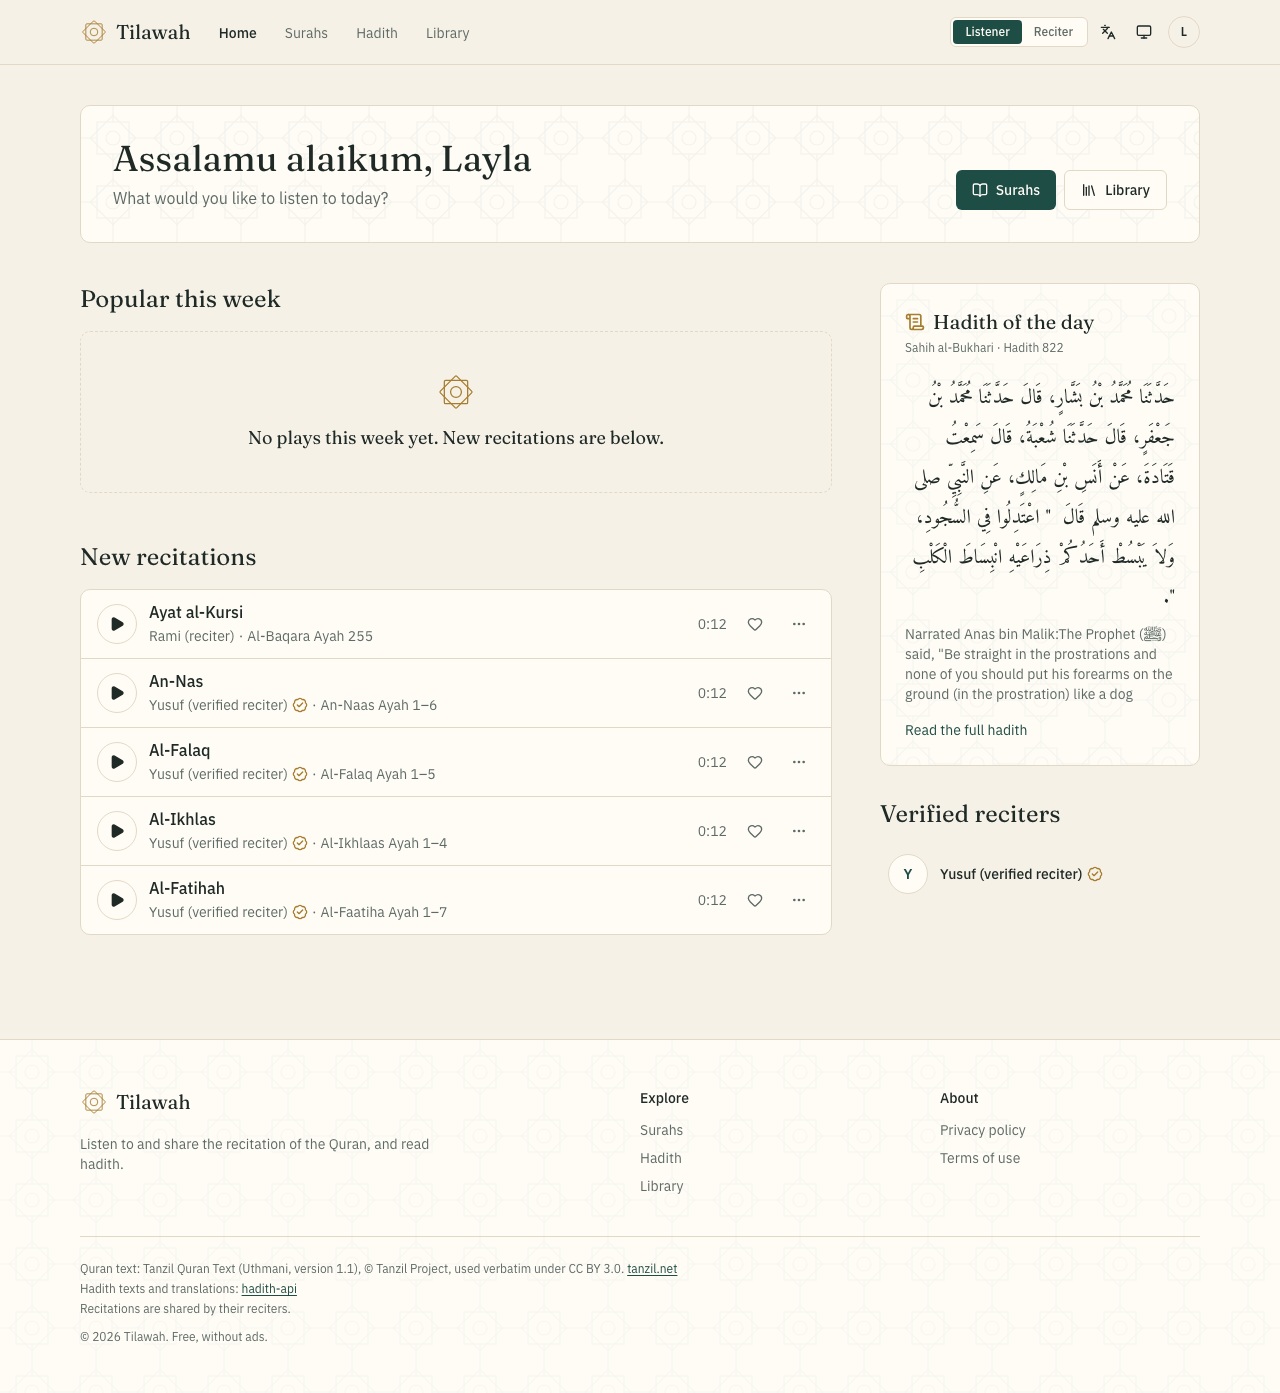 Tilawah
Home
Surahs
Hadith
Library
Listener
Reciter
L
Assalamu alaikum, Layla
What would you like to listen to today?
Surahs
Library
Popular this week
No plays this week yet. New recitations are below.
New recitations
Ayat al-Kursi
Rami (reciter) · Al-Baqara Ayah 255
0:12
An-Nas
Yusuf (verified reciter) · An-Naas Ayah 1–6
0:12
Al-Falaq
Yusuf (verified reciter) · Al-Falaq Ayah 1–5
0:12
Al-Ikhlas
Yusuf (verified reciter) · Al-Ikhlaas Ayah 1–4
0:12
Al-Fatihah
Yusuf (verified reciter) · Al-Faatiha Ayah 1–7
0:12
Hadith of the day
Sahih al-Bukhari · Hadith 822
حَدَّثَنَا مُحَمَّدُ بْنُ بَشَّارٍ، قَالَ حَدَّثَنَا مُحَمَّدُ بْنُ
جَعْفَرٍ، قَالَ حَدَّثَنَا شُعْبَةُ، قَالَ سَمِعْتُ
قَتَادَةَ، عَنْ أَنَسِ بْنِ مَالِكٍ، عَنِ النَّبِيِّ صلى
الله عليه وسلم قَالَ " اعْتَدِلُوا فِي السُّجُودِ،
وَلاَ يَبْسُطْ أَحَدُكُمْ ذِرَاعَيْهِ انْبِسَاطَ الْكَلْبِ
".
Narrated Anas bin Malik:The Prophet (ﷺ)
said, "Be straight in the prostrations and
none of you should put his forearms on the
ground (in the prostration) like a dog
Read the full hadith
Verified reciters
Y
Yusuf (verified reciter)
Tilawah
Listen to and share the recitation of the Quran, and read
hadith.
Explore
Surahs
Hadith
Library
About
Privacy policy
Terms of use
Quran text: Tanzil Quran Text (Uthmani, version 1.1), © Tanzil Project, used verbatim under CC BY 3.0. tanzil.net
Hadith texts and translations: hadith-api
Recitations are shared by their reciters.
© 2026 Tilawah. Free, without ads.